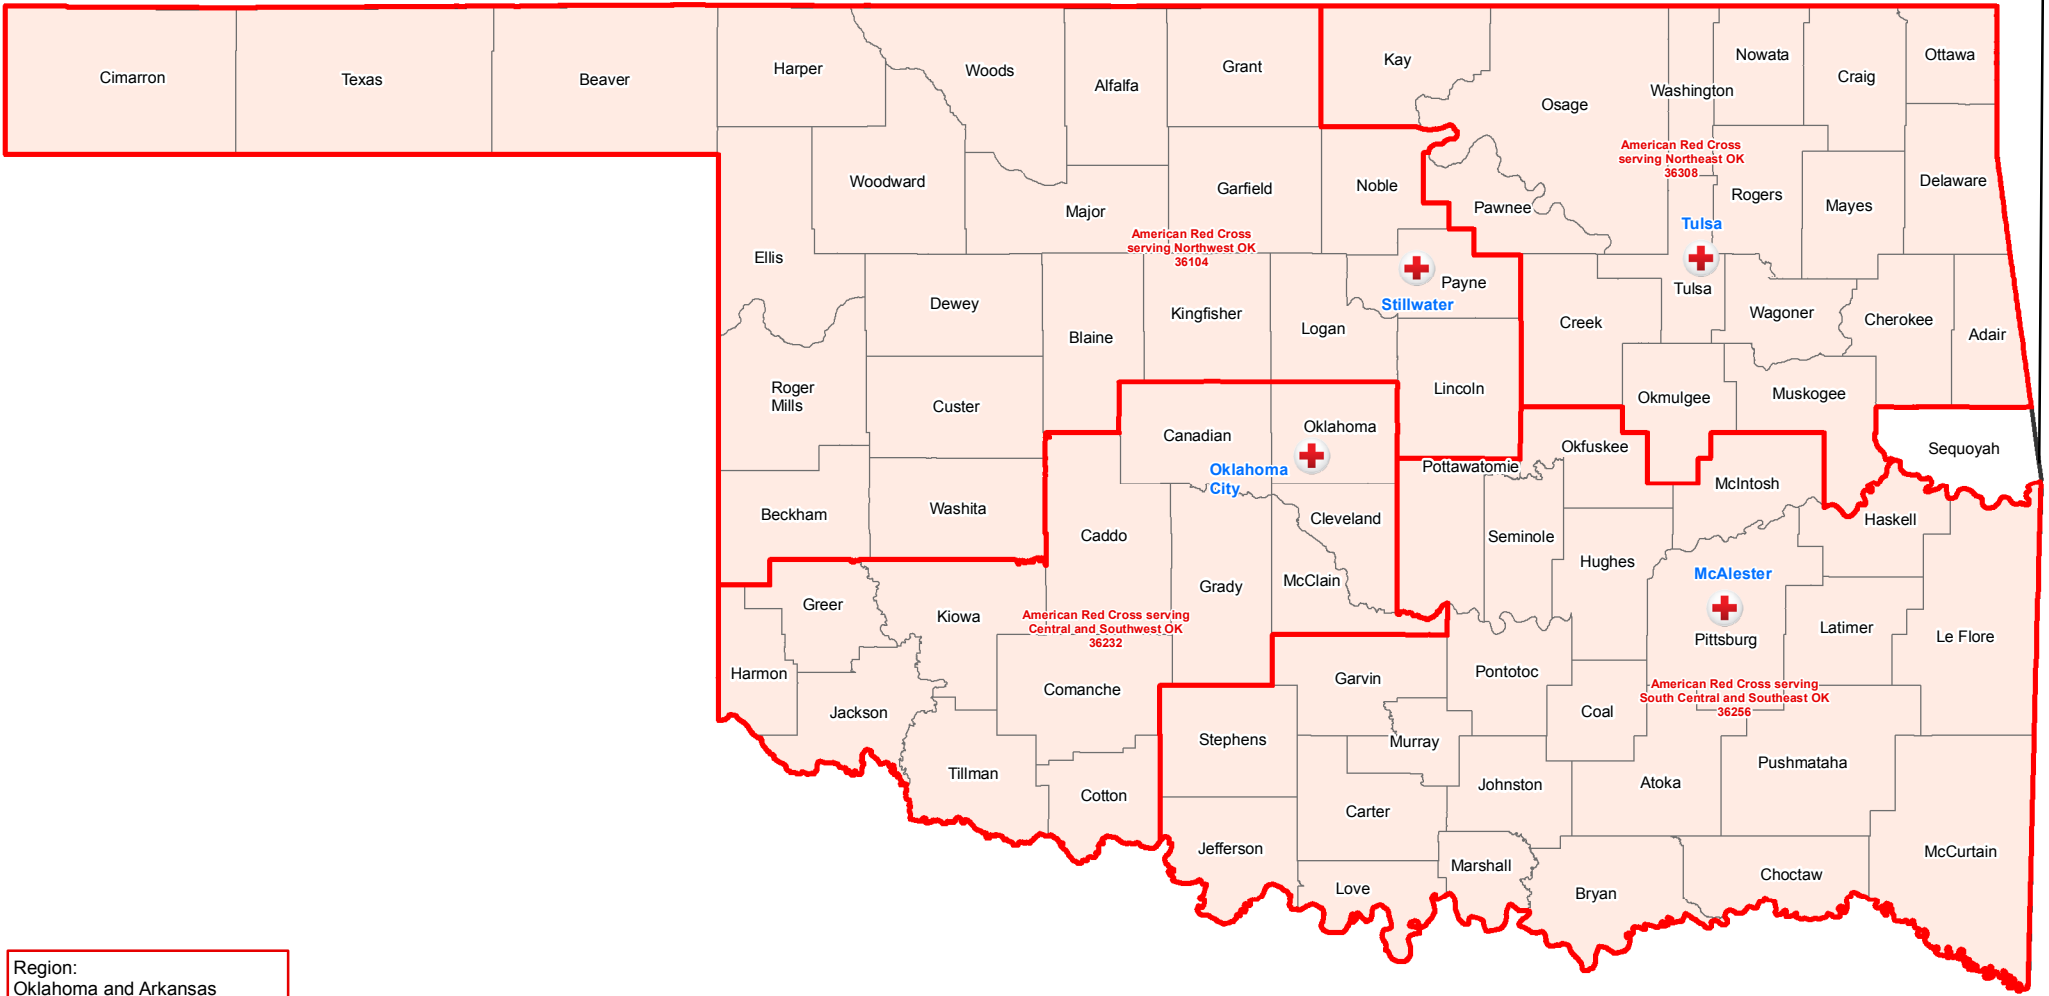 Cimarron
Texas
Beaver
Harper
Woods
Alfalfa
Grant
Kay
Osage
Washington
Nowata
Craig
Ottawa
American Red Cross
serving Northeast OK
36308
Woodward
Major
Garfield
Noble
Pawnee
Rogers
Mayes
Delaware
Tulsa
American Red Cross
serving Northwest OK
36104
Ellis
Dewey
Blaine
Kingfisher
Logan
Payne
Stillwater
Creek
Tulsa
Wagoner
Cherokee
Adair
Roger
Mills
Custer
Lincoln
Okmulgee
Muskogee
Canadian
Oklahoma
Oklahoma
City
Pottawatomie
Okfuskee
Sequoyah
McIntosh
Beckham
Washita
Caddo
Cleveland
Seminole
Haskell
Hughes
McAlester
Grady
McClain
Greer
Kiowa
American Red Cross serving
Central and Southwest OK
36232
Pittsburg
Latimer
Le Flore
Harmon
Comanche
Garvin
Pontotoc
American Red Cross serving
South Central and Southeast OK
36256
Jackson
Stephens
Murray
Coal
Tillman
Cotton
Johnston
Atoka
Pushmataha
Carter
Jefferson
Love
Marshall
Bryan
Choctaw
McCurtain
Region:
Oklahoma and Arkansas